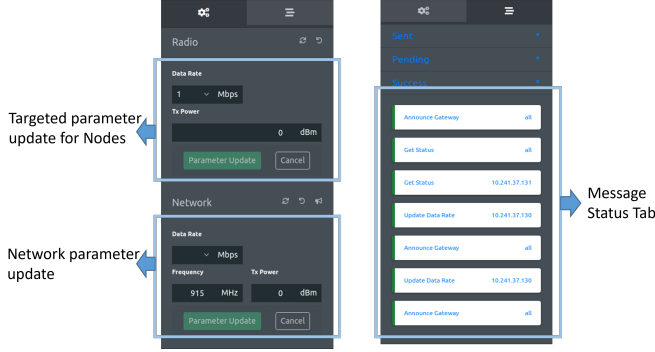 Targeted parameter
update for Nodes
Network parameter
update
Radio
Data Rate
1 Mbps
Tx Power
0 dBm
Parameter Update Cancel
Network
Data Rate
Mbps
Frequency Tx Power
915 MHz 0 dBm
Parameter Update Cancel
Sent
Pending
Success
Announce Gateway all
Get Status all
Get Status 10.241.37.131
Update Data Rate 10.241.37.130
Announce Gateway all
Update Data Rate 10.241.37.130
Announce Gateway all
Message
Status Tab